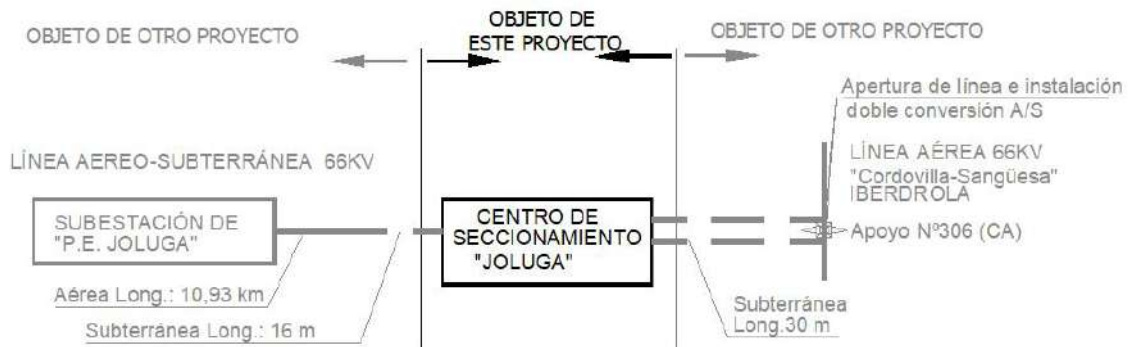 OBJETO DE OTRO PROYECTO
OBJETO DE
ESTE PROYECTO
OBJETO DE OTRO PROYECTO
Apertura de línea e instalación
doble conversión A/S
LÍNEA AEREO-SUBTERRÁNEA 66KV
LÍNEA AÉREA 66KV
"Cordovilla-Sangüesa"
IBERDROLA
SUBESTACIÓN DE
"P.E. JOLUGA"
CENTRO DE
SECCIONAMIENTO
"JOLUGA"
Apoyo Nº306 (CA)
Aérea Long.: 10,93 km
Subterránea Long.: 16 m
Subterránea
Long.30 m